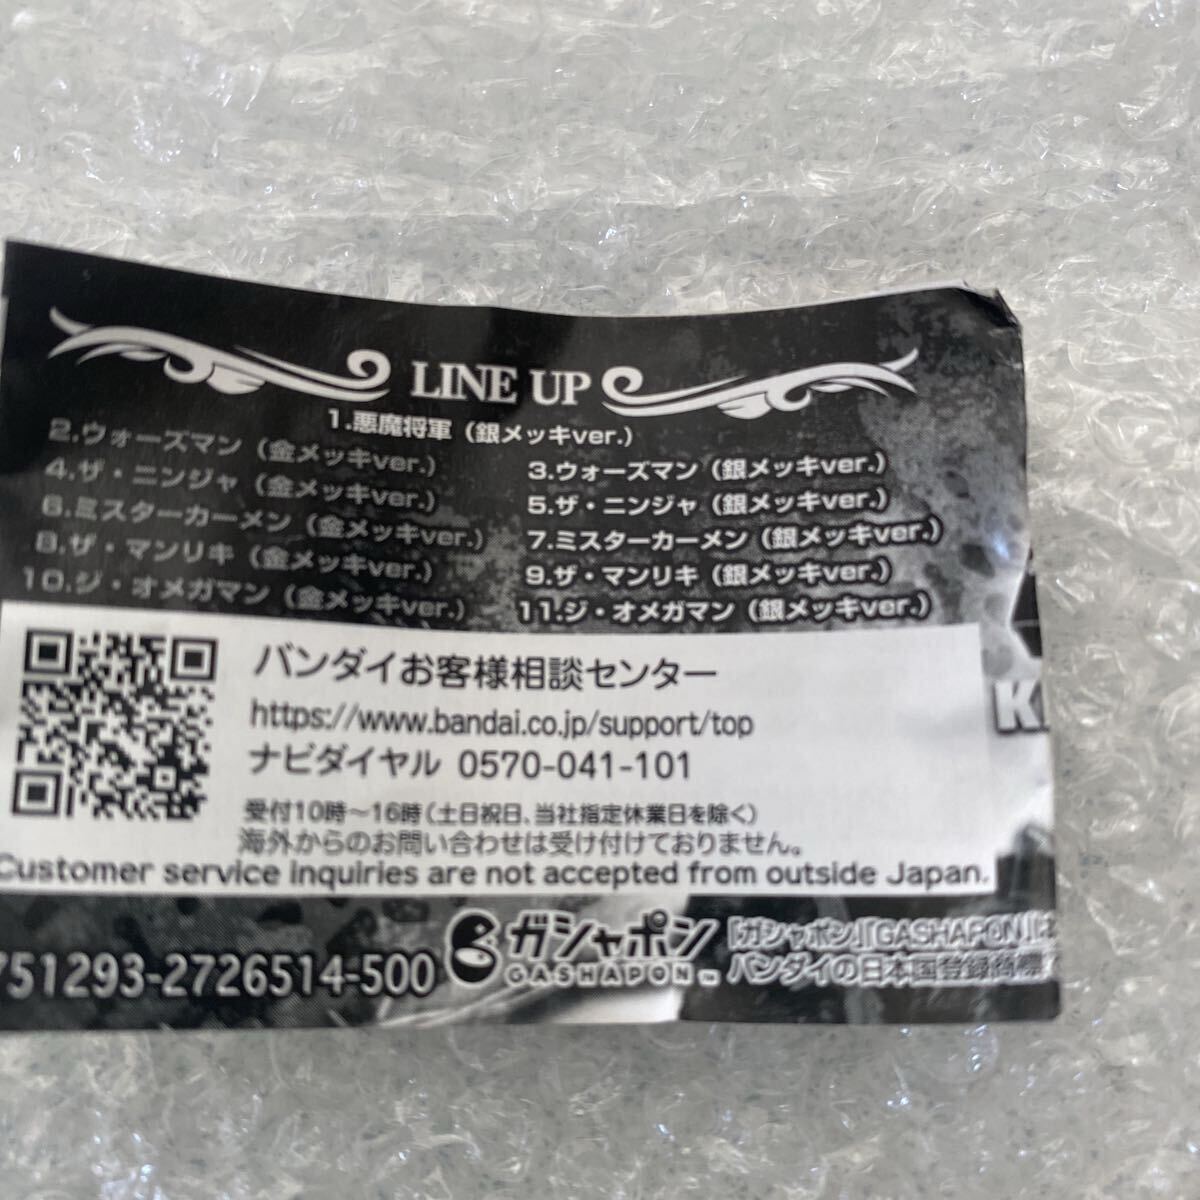 LINE UP
1.悪魔将軍（銀メッキver.）
2.ウォーズマン（金メッキver.）
3.ウォーズマン（銀メッキver.）
4.ザ・ニンジャ（金メッキver.）
5.ザ・ニンジャ（銀メッキver.）
6.ミスターカーメン（金メッキver.）
7.ミスターカーメン（銀メッキver.）
8.ザ・マンリキ（金メッキver.）
9.ザ・マンリキ（銀メッキver.）
10.ジ・オメガマン（金メッキver.）
11.ジ・オメガマン（銀メッキver.）
バンダイお客様相談センター
https://www.bandai.co.jp/support/top
ナビダイヤル 0570-041-101
受付10時～16時（土日祝日、当社指定休業日を除く）
海外からのお問い合わせは受け付けておりません。
Customer service inquiries are not accepted from outside Japan.
K
751293-2726514-500
ガシャポン
GASHAPON™
「ガシャポン」「GASHAPON」は
バンダイの日本国登録商標